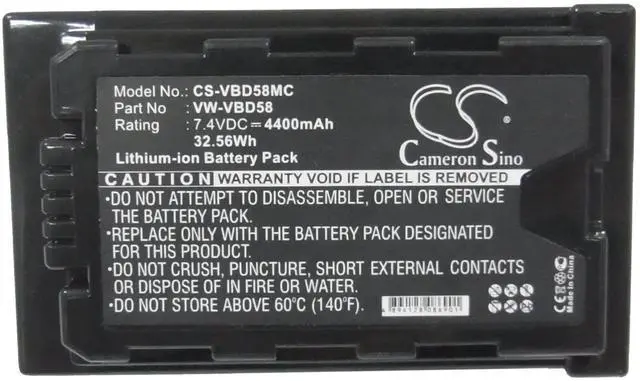 Model No.: CS-VBD58MC
Part No : VW-VBD58
Rating : 7.4VDC⎓4400mAh
32.56Wh
Lithium-ion Battery Pack
CS
Cameron Sino
CAUTION WARRANTY VOID IF LABEL IS REMOVED
•DO NOT ATTEMPT TO DISASSEMBLE, OPEN OR SERVICE
THE BATTERY PACK.
•REPLACE ONLY WITH THE BATTERY PACK DESIGNATED
FOR THIS PRODUCT.
•DO NOT CRUSH, PUNCTURE, SHORT EXTERNAL CONTACTS
OR DISPOSE OF IN FIRE OR WATER.
•DO NOT STORE ABOVE 60°C (140°F).
4894128086901
CE
Made In China